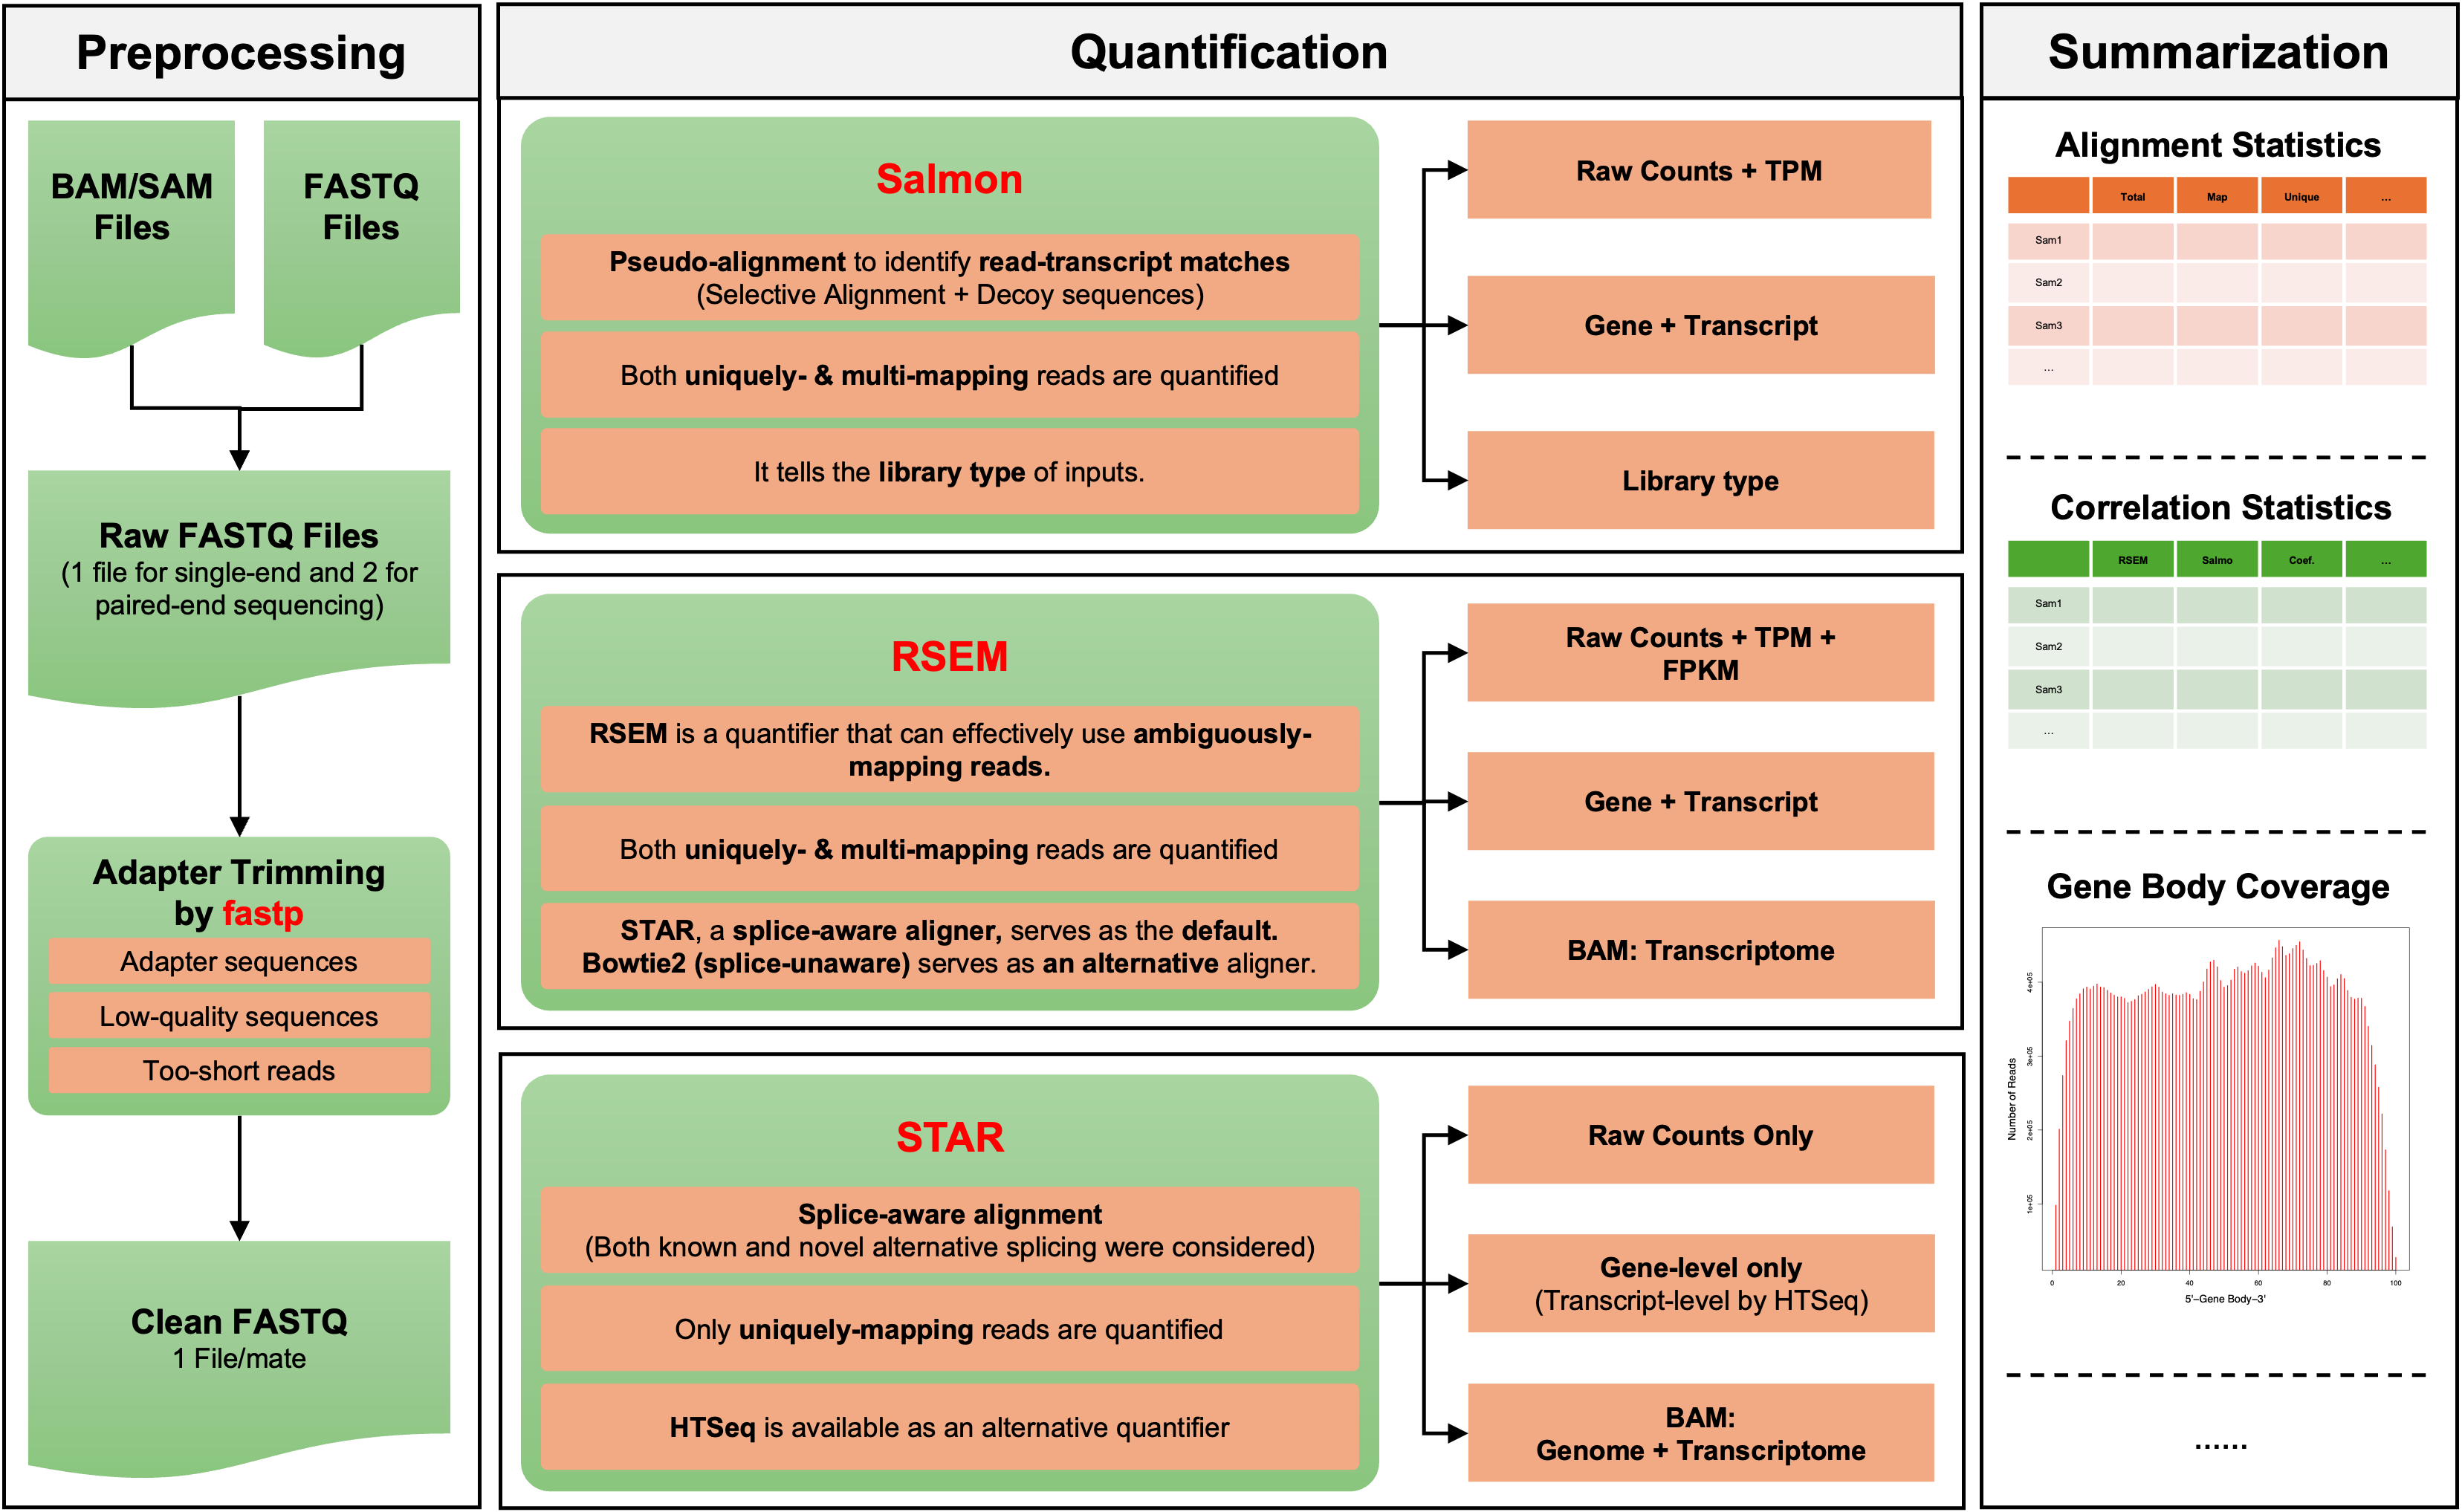 Preprocessing
BAM/SAM
Files
FASTQ
Files
Raw FASTQ Files
(1 file for single-end and 2 for
paired-end sequencing)
Adapter Trimming
by fastp
Adapter sequences
Low-quality sequences
Too-short reads
Clean FASTQ
1 File/mate
Quantification
Salmon
Pseudo-alignment to identify read-transcript matches
(Selective Alignment + Decoy sequences)
Both uniquely- & multi-mapping reads are quantified
It tells the library type of inputs.
Raw Counts + TPM
Gene + Transcript
Library type
RSEM
RSEM is a quantifier that can effectively use ambiguously-
mapping reads.
Both uniquely- & multi-mapping reads are quantified
STAR, a splice-aware aligner, serves as the default.
Bowtie2 (splice-unaware) serves as an alternative aligner.
Raw Counts + TPM +
FPKM
Gene + Transcript
BAM: Transcriptome
STAR
Splice-aware alignment
(Both known and novel alternative splicing were considered)
Only uniquely-mapping reads are quantified
HTSeq is available as an alternative quantifier
Raw Counts Only
Gene-level only
(Transcript-level by HTSeq)
BAM:
Genome + Transcriptome
Summarization
Alignment Statistics
Total Map Unique ...
Sam1
Sam2
Sam3
...
Correlation Statistics
RSEM Salmo Coef. ...
Sam1
Sam2
Sam3
...
Gene Body Coverage
Number of Reads
4e+05
3e+05
2e+05
1e+05
0 20 40 60 80 100
5'-Gene Body-3'
......